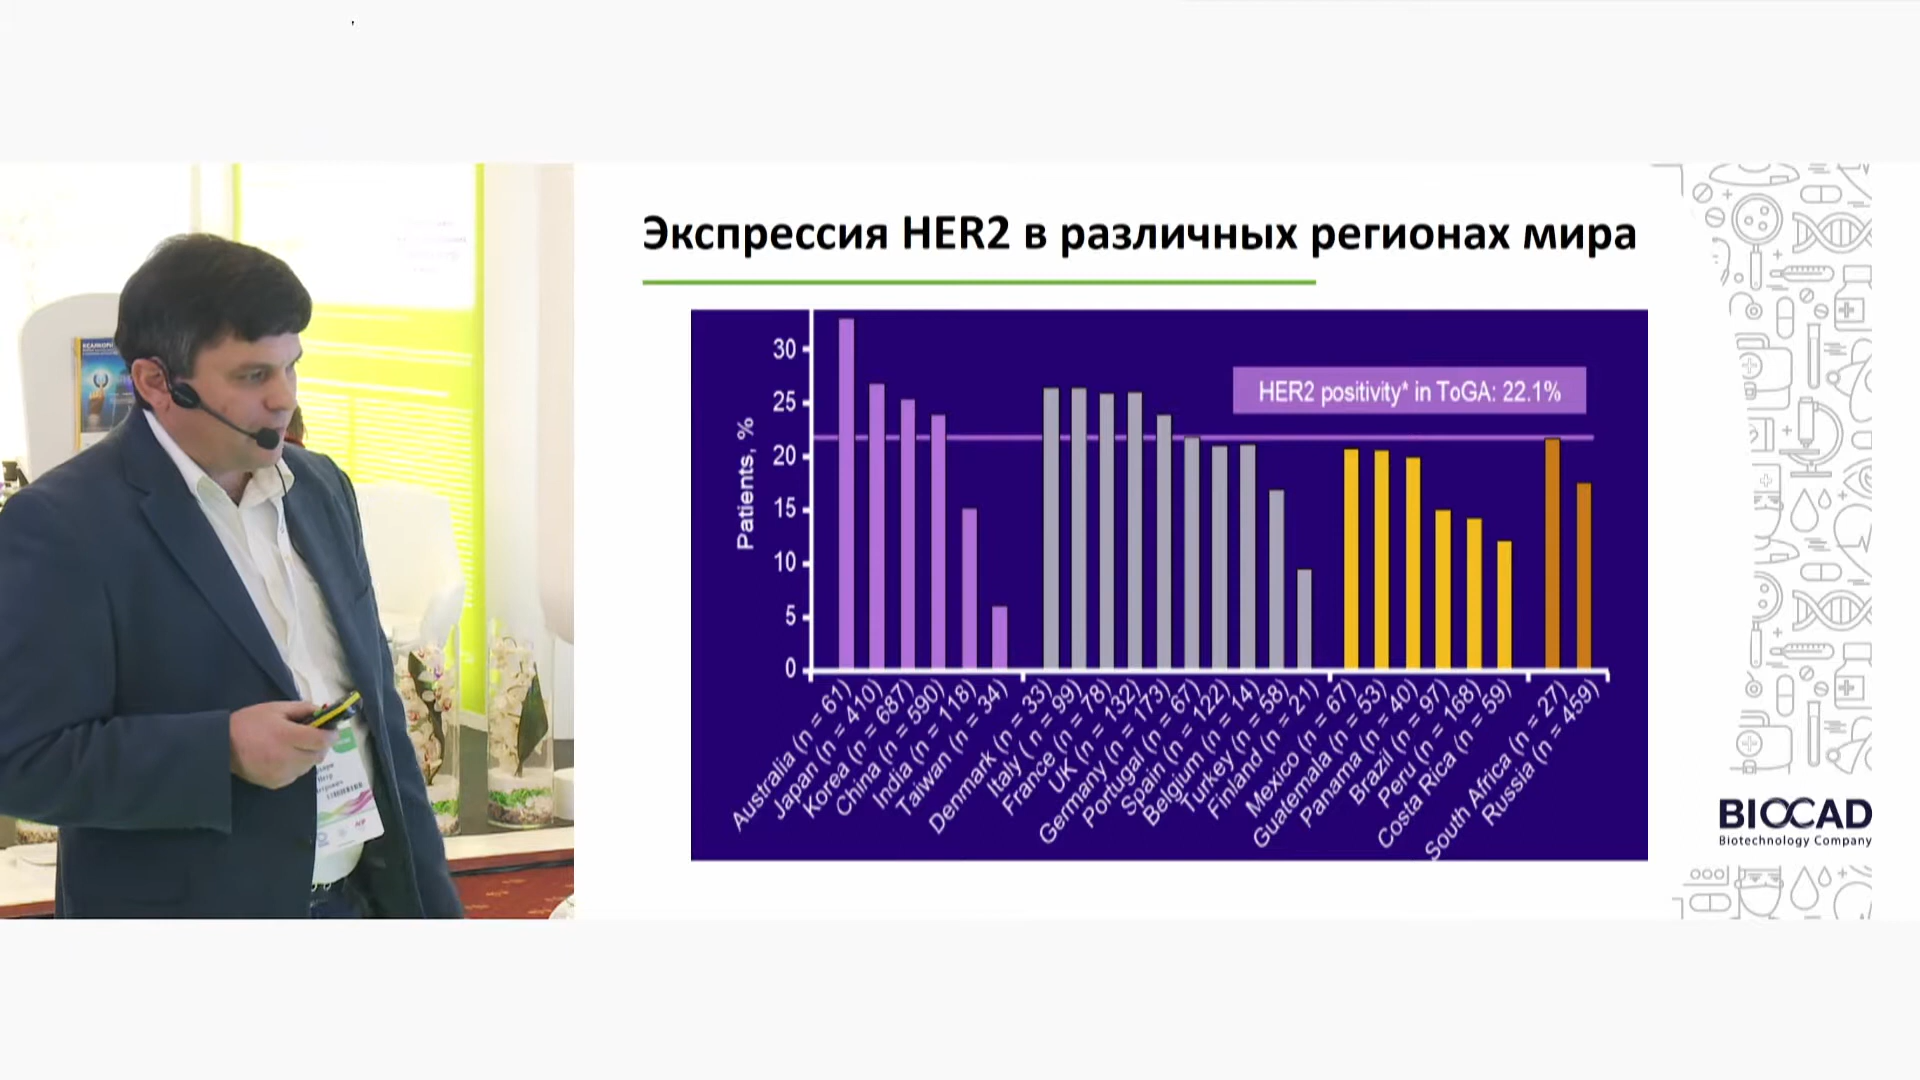 Экспрессия HER2 в различных регионах мира
HER2 positivity* in ToGA: 22.1%
Patients, %
30
25
20
15
10
5
0
Australia (n = 61)
Japan (n = 410)
Korea (n = 687)
China (n = 590)
India (n = 118)
Taiwan (n = 34)
Denmark (n = 33)
Italy (n = 99)
France (n = 78)
UK (n = 132)
Germany (n = 173)
Portugal (n = 67)
Spain (n = 122)
Belgium (n = 14)
Turkey (n = 58)
Finland (n = 21)
Mexico (n = 67)
Guatemala (n = 53)
Panama (n = 40)
Brazil (n = 97)
Peru (n = 168)
Costa Rica (n = 59)
South Africa (n = 27)
Russia (n = 459)
BIOCAD
Biotechnology Company